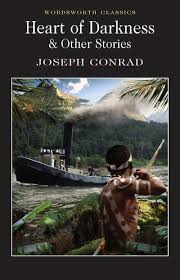 WORDSWORTH CLASSICS
Heart of Darkness
& Other Stories
JOSEPH CONRAD